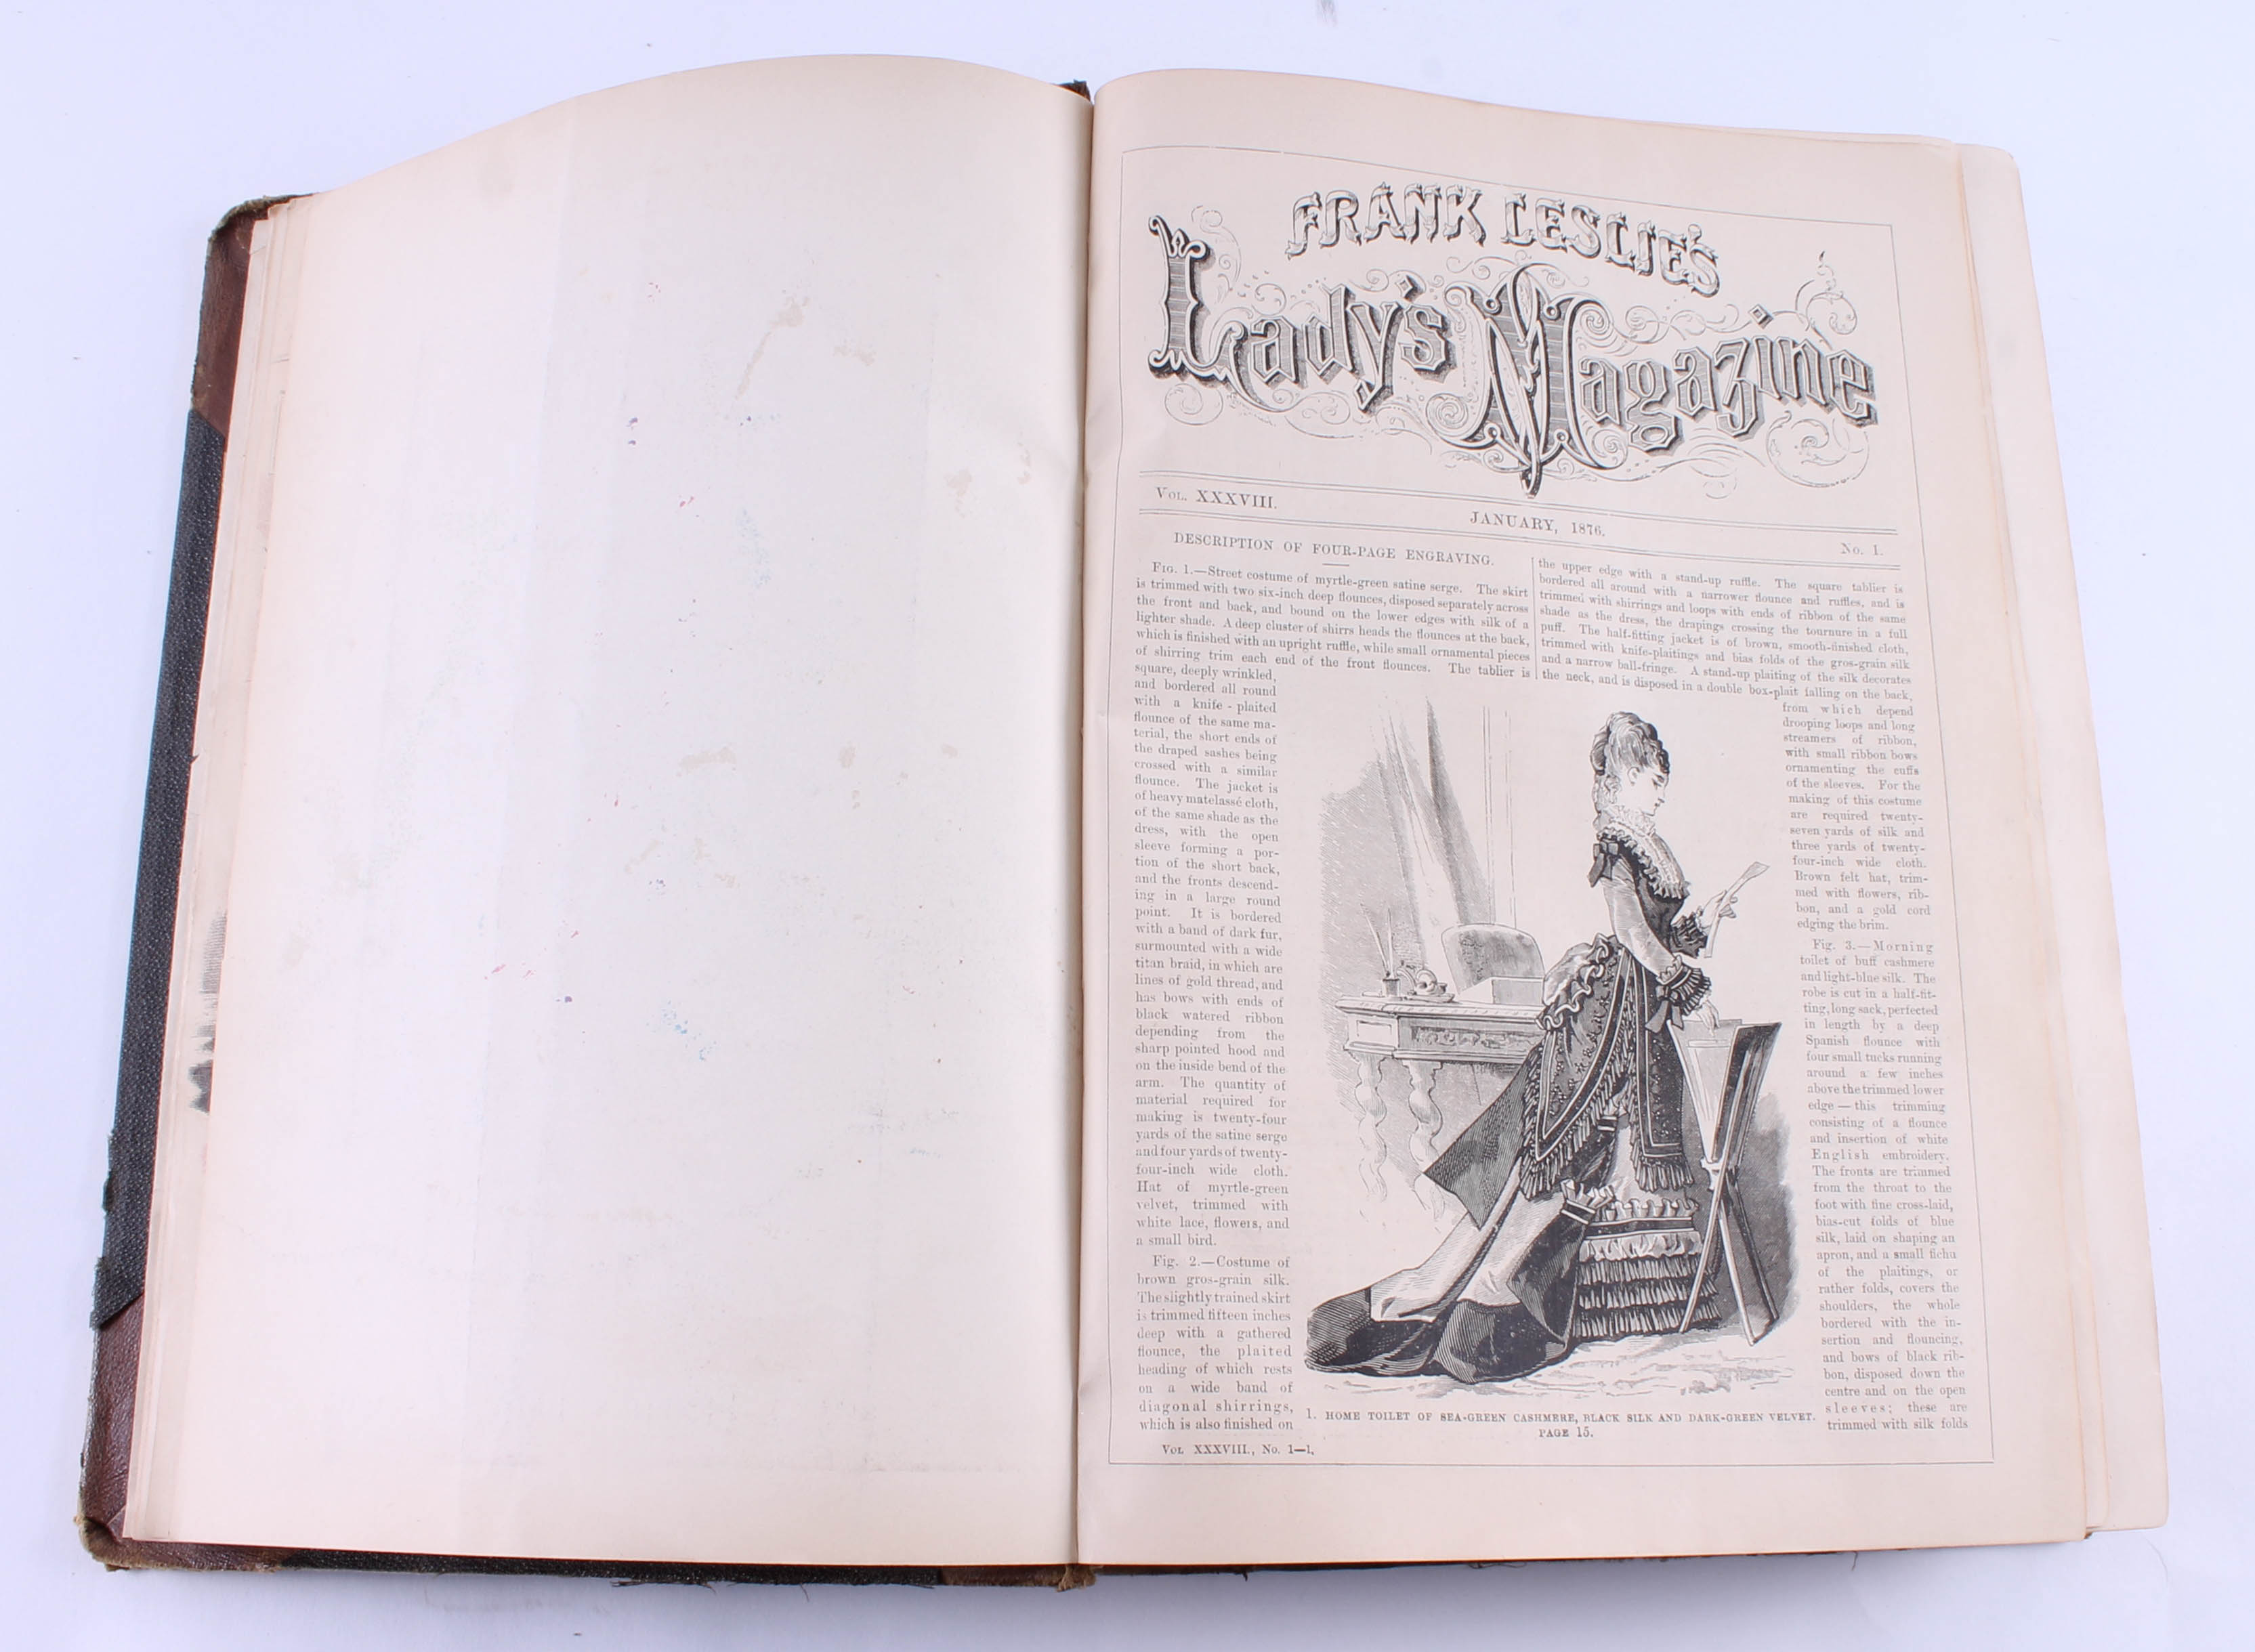 FRANK LESLIE'S
Lady's Magazine
VOL. XXXVIII.
JANUARY, 1876.
No. 1.
DESCRIPTION OF FOUR-PAGE ENGRAVING.
FIG. 1.—Street costume of myrtle-green satine serge. The skirt
is trimmed with two six-inch deep flounces, disposed separately across
the front and back, and bound on the lower edges with silk of a
lighter shade. A deep cluster of shirrs heads the flounces at the back,
which is finished with an upright ruffle, while small ornamental pieces
of shirring trim each end of the front flounces. The tablier is
square, deeply wrinkled,
and bordered all round
with a knife-plaited
flounce of the same ma-
terial, the short ends of
the draped sashes being
crossed with a similar
flounce. The jacket is
of heavy matelassé cloth,
of the same shade as the
dress, with the open
sleeve forming a por-
tion of the short back,
and the fronts descend-
ing in a large round
point. It is bordered
with a band of dark fur,
surmounted with a wide
titan braid, in which are
lines of gold thread, and
has bows with ends of
black watered ribbon
depending from the
sharp pointed hood and
on the inside bend of the
arm. The quantity of
material required for
making is twenty-four
yards of the satine serge
and four yards of twenty-
four-inch wide cloth.
Hat of myrtle-green
velvet, trimmed with
white lace, flowers, and
a small bird.
Fig. 2.—Costume of
brown gros-grain silk.
The slightly trained skirt
is trimmed fifteen inches
deep with a gathered
flounce, the plaited
heading of which rests
on a wide band of
diagonal shirrings,
which is also finished on
the upper edge with a stand-up ruffle. The square tablier is
bordered all around with a narrower flounce and ruffles, and is
trimmed with shirrings and loops with ends of ribbon of the same
shade as the dress, the drapings crossing the tournure in a full
puff. The half-fitting jacket is of brown, smooth-finished cloth,
trimmed with knife-plaitings and bias folds of the gros-grain silk
and a narrow ball-fringe. A stand-up plaiting of the silk decorates
the neck, and is disposed in a double box-plait falling on the back,
from which depend
drooping loops and long
streamers of ribbon,
with small ribbon bows
ornamenting the cuffs
of the sleeves. For the
making of this costume
are required twenty-
seven yards of silk and
three yards of twenty-
four-inch wide cloth.
Brown felt hat, trim-
med with flowers, rib-
bon, and a gold cord
edging the brim.
Fig. 3.—Morning
toilet of buff cashmere
and light-blue silk. The
robe is cut in a half-fit-
ting, long sack, perfected
in length by a deep
Spanish flounce with
four small tucks running
around a few inches
above the trimmed lower
edge—this trimming
consisting of a flounce
and insertion of white
English embroidery.
The fronts are trimmed
from the throat to the
foot with fine cross-laid,
bias-cut folds of blue
silk, laid on shaping an
apron, and a small fichu
of the plaitings, or
rather folds, covers the
shoulders, the whole
bordered with the in-
sertion and flouncing,
and bows of black rib-
bon, disposed down the
centre and on the open
sleeves; these are
trimmed with silk folds
1. HOME TOILET OF SEA-GREEN CASHMERE, BLACK SILK AND DARK-GREEN VELVET.
PAGE 15.
VOL. XXXVIII., No. 1—1.